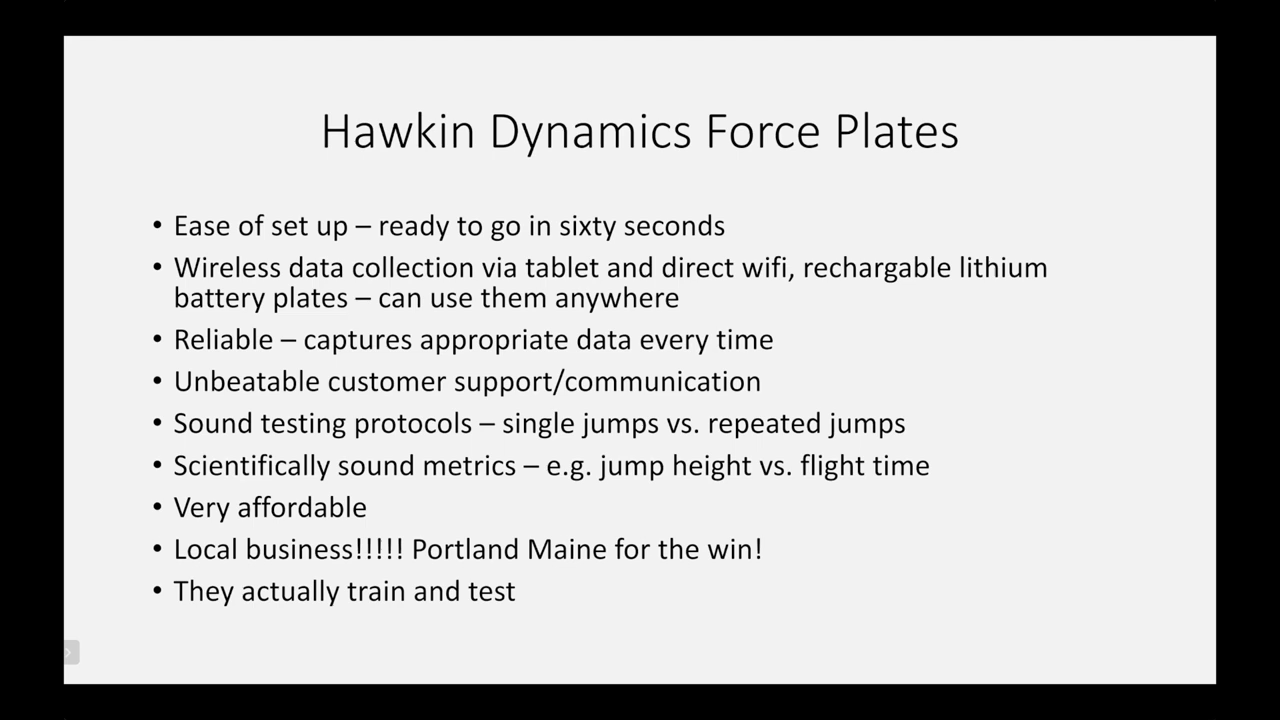 Hawkin Dynamics Force Plates
• Ease of set up – ready to go in sixty seconds
• Wireless data collection via tablet and direct wifi, rechargable lithium
battery plates – can use them anywhere
• Reliable – captures appropriate data every time
• Unbeatable customer support/communication
• Sound testing protocols – single jumps vs. repeated jumps
• Scientifically sound metrics – e.g. jump height vs. flight time
• Very affordable
• Local business!!!!! Portland Maine for the win!
• They actually train and test